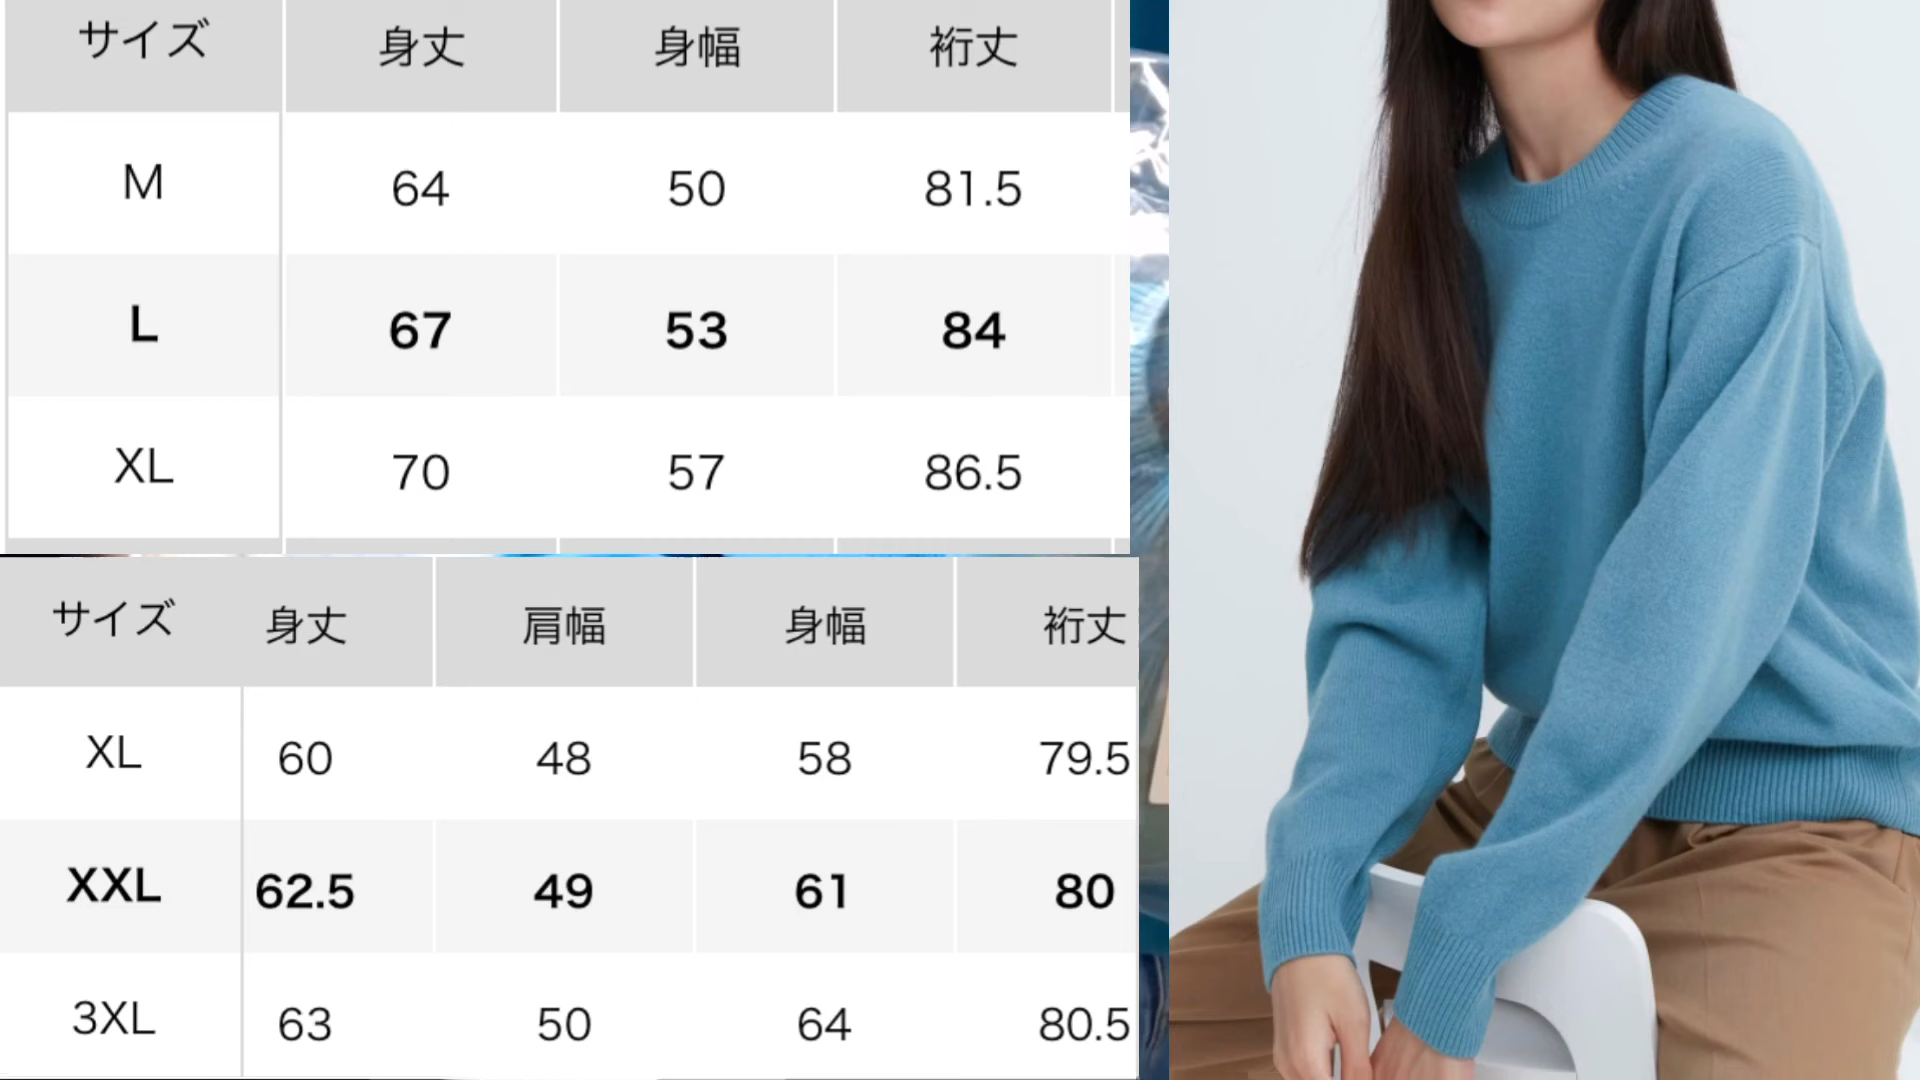 サイズ 身丈 身幅 裄丈
M 64 50 81.5
L 67 53 84
XL 70 57 86.5
サイズ 身丈 肩幅 身幅 裄丈
XL 60 48 58 79.5
XXL 62.5 49 61 80
3XL 63 50 64 80.5